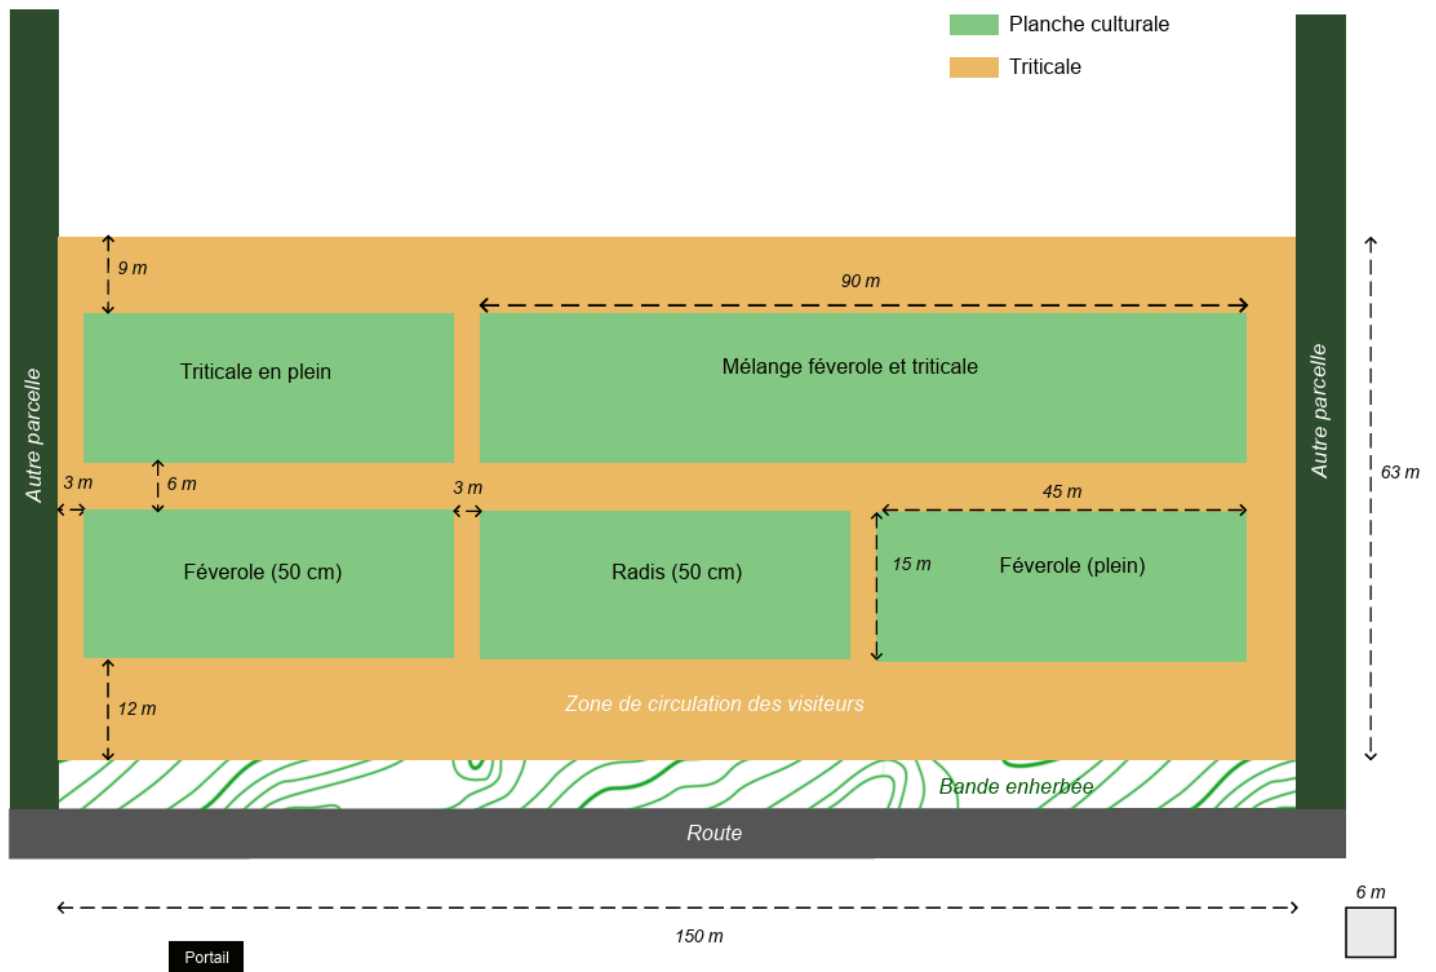 Planche culturale
Triticale
9 m
90 m
Triticale en plein
Mélange féverole et triticale
Autre parcelle
Autre parcelle
3 m
6 m
3 m
45 m
63 m
Féverole (50 cm)
Radis (50 cm)
15 m
Féverole (plein)
12 m
Zone de circulation des visiteurs
Bande enherbée
Route
6 m
150 m
Portail